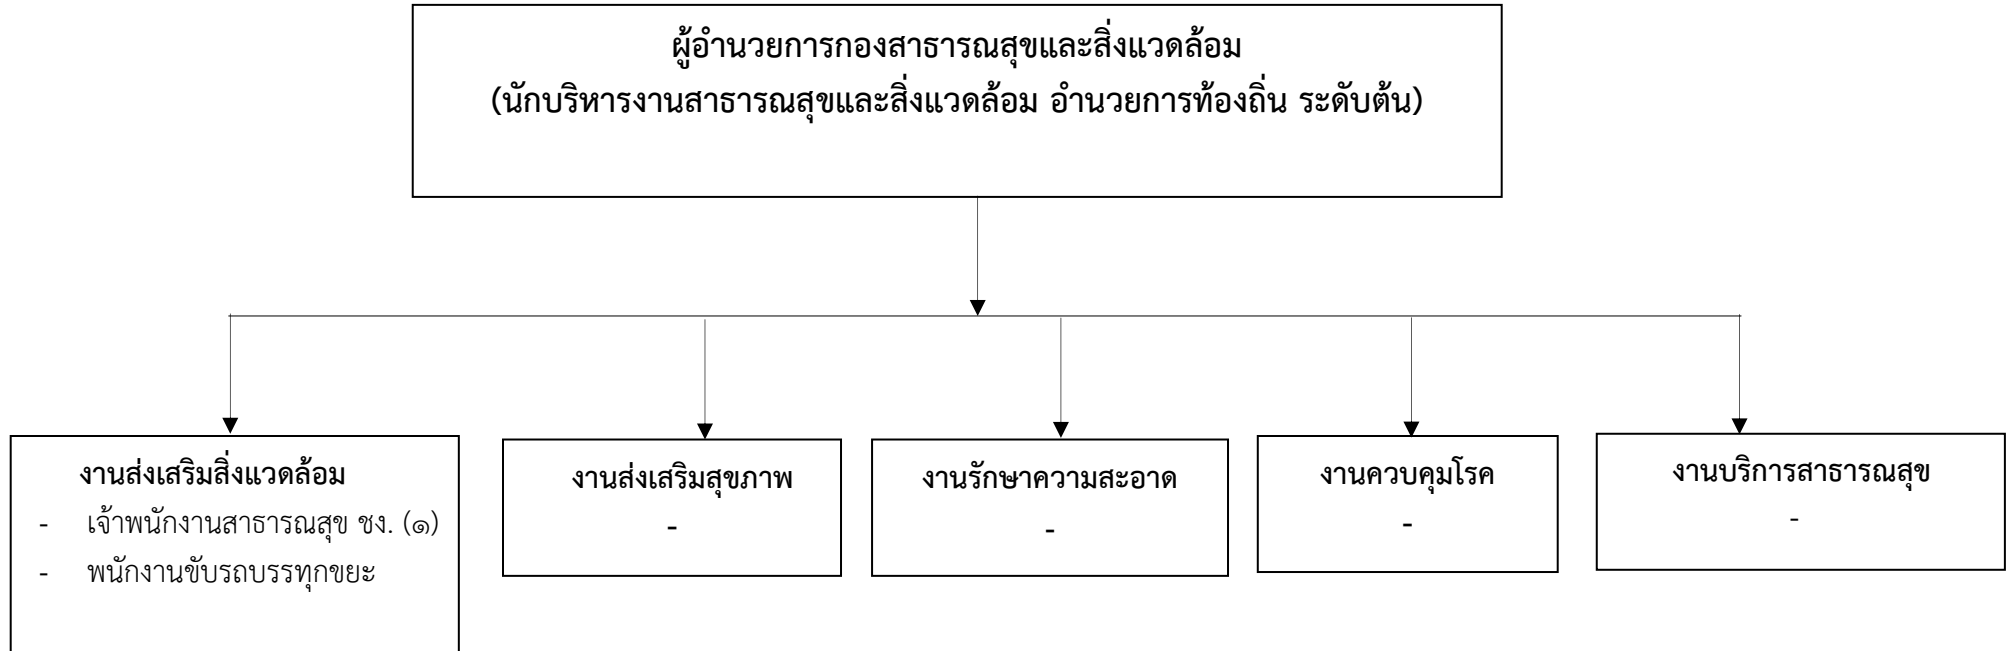 ผู้อำนวยการกองสาธารณสุขและสิ่งแวดล้อม
(นักบริหารงานสาธารณสุขและสิ่งแวดล้อม อำนวยการท้องถิ่น ระดับต้น)
งานส่งเสริมสิ่งแวดล้อม
- เจ้าพนักงานสาธารณสุข ชง. (๑)
- พนักงานขับรถบรรทุกขยะ
งานส่งเสริมสุขภาพ
-
งานรักษาความสะอาด
-
งานควบคุมโรค
-
งานบริการสาธารณสุข
-